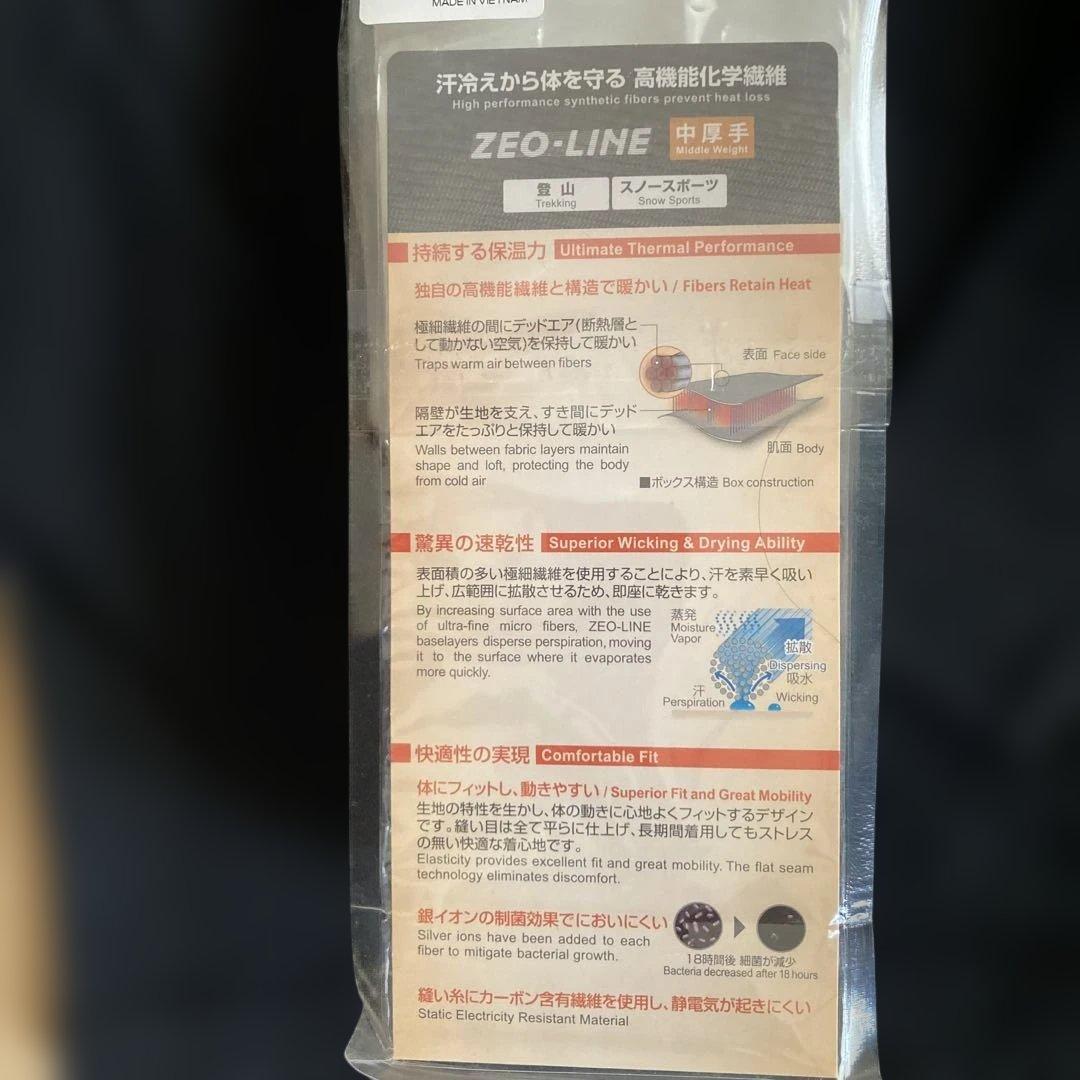 MADE IN VIETNAM
汗冷えから体を守る 高機能化学繊維
High performance synthetic fibers prevent heat loss
ZEO-LINE 中厚手
Middle Weight
登山 スノースポーツ
Trekking Snow Sports
持続する保温力 Ultimate Thermal Performance
独自の高機能繊維と構造で暖かい / Fibers Retain Heat
極細繊維の間にデッドエア(断熱層と
して動かない空気)を保持して暖かい
Traps warm air between fibers
表面 Face side
隔壁が生地を支え、すき間にデッド
エアをたっぷりと保持して暖かい
Walls between fabric layers maintain
shape and loft, protecting the body
from cold air
肌面 Body
■ボックス構造 Box construction
驚異の速乾性 Superior Wicking & Drying Ability
表面積の多い極細繊維を使用することにより、汗を素早く吸い
上げ、広範囲に拡散させるため、即座に乾きます。
By increasing surface area with the use
of ultra-fine micro fibers, ZEO-LINE
baselayers disperse perspiration, moving
it to the surface where it evaporates
more quickly.
蒸発
Moisture
Vapor
拡散
Dispersing
吸水
Wicking
汗
Perspiration
快適性の実現 Comfortable Fit
体にフィットし、動きやすい / Superior Fit and Great Mobility
生地の特性を生かし、体の動きに心地よくフィットするデザイン
です。縫い目は全て平らに仕上げ、長期間着用してもストレス
の無い快適な着心地です。
Elasticity provides excellent fit and great mobility. The flat seam
technology eliminates discomfort.
銀イオンの制菌効果でにおいにくい
Silver ions have been added to each
fiber to mitigate bacterial growth.
18時間後 細菌が減少
Bacteria decreased after 18 hours
縫い糸にカーボン含有繊維を使用し、静電気が起きにくい
Static Electricity Resistant Material